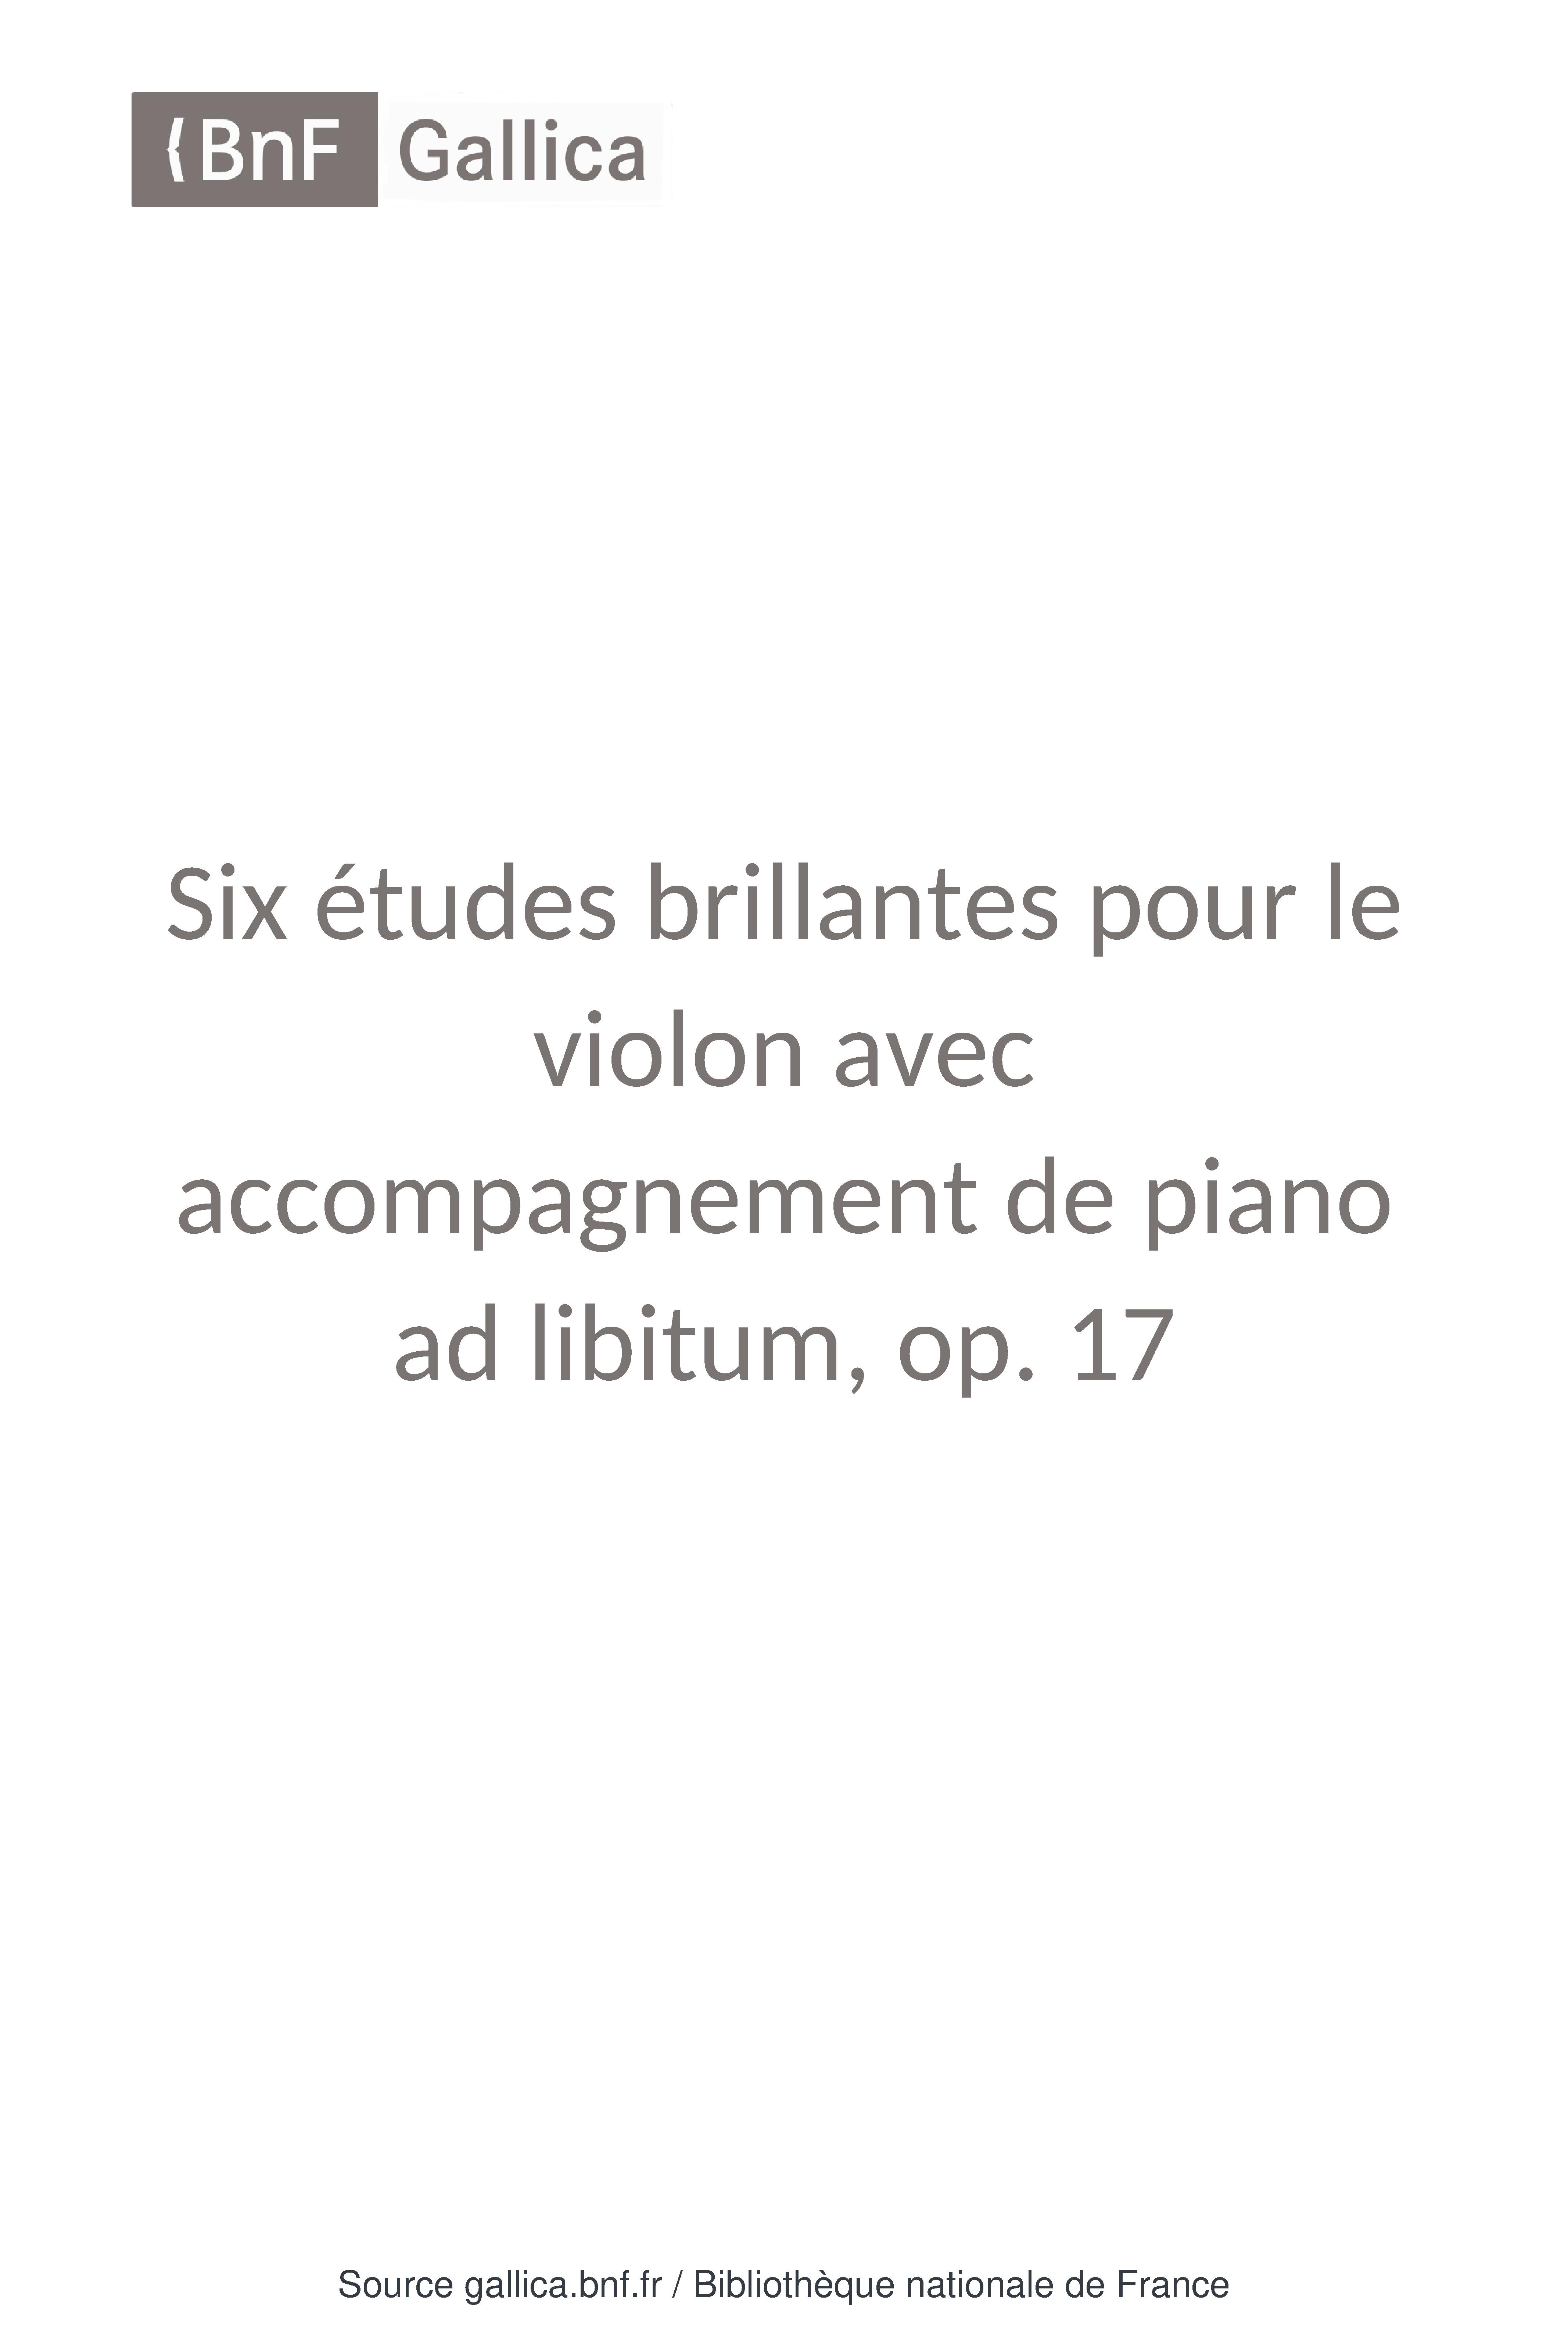 BnF Gallica
Six études brillantes pour le
violon avec
accompagnement de piano
ad libitum, op. 17
Source gallica.bnf.fr / Bibliothèque nationale de France